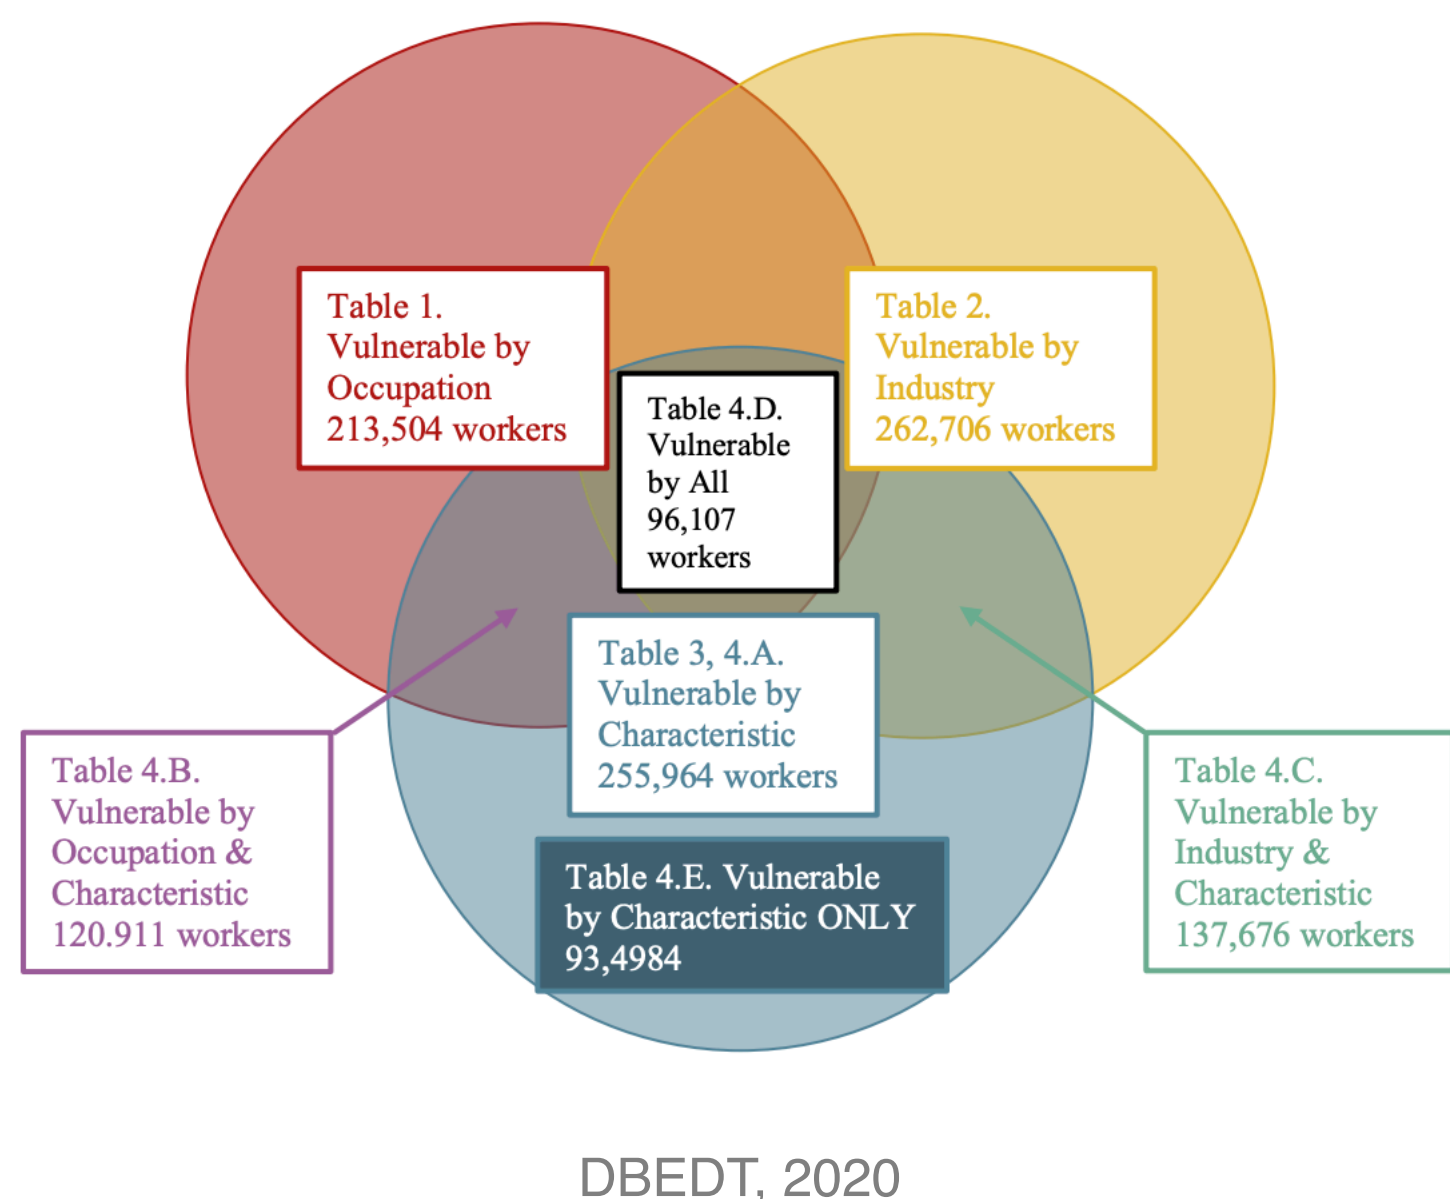 Table 1.
Vulnerable by
Occupation
213,504 workers
Table 2.
Vulnerable by
Industry
262,706 workers
Table 4.D.
Vulnerable
by All
96,107
workers
Table 3, 4.A.
Vulnerable by
Characteristic
255,964 workers
Table 4.B.
Vulnerable by
Occupation &
Characteristic
120.911 workers
Table 4.C.
Vulnerable by
Industry &
Characteristic
137,676 workers
Table 4.E. Vulnerable
by Characteristic ONLY
93,4984
DBEDT, 2020